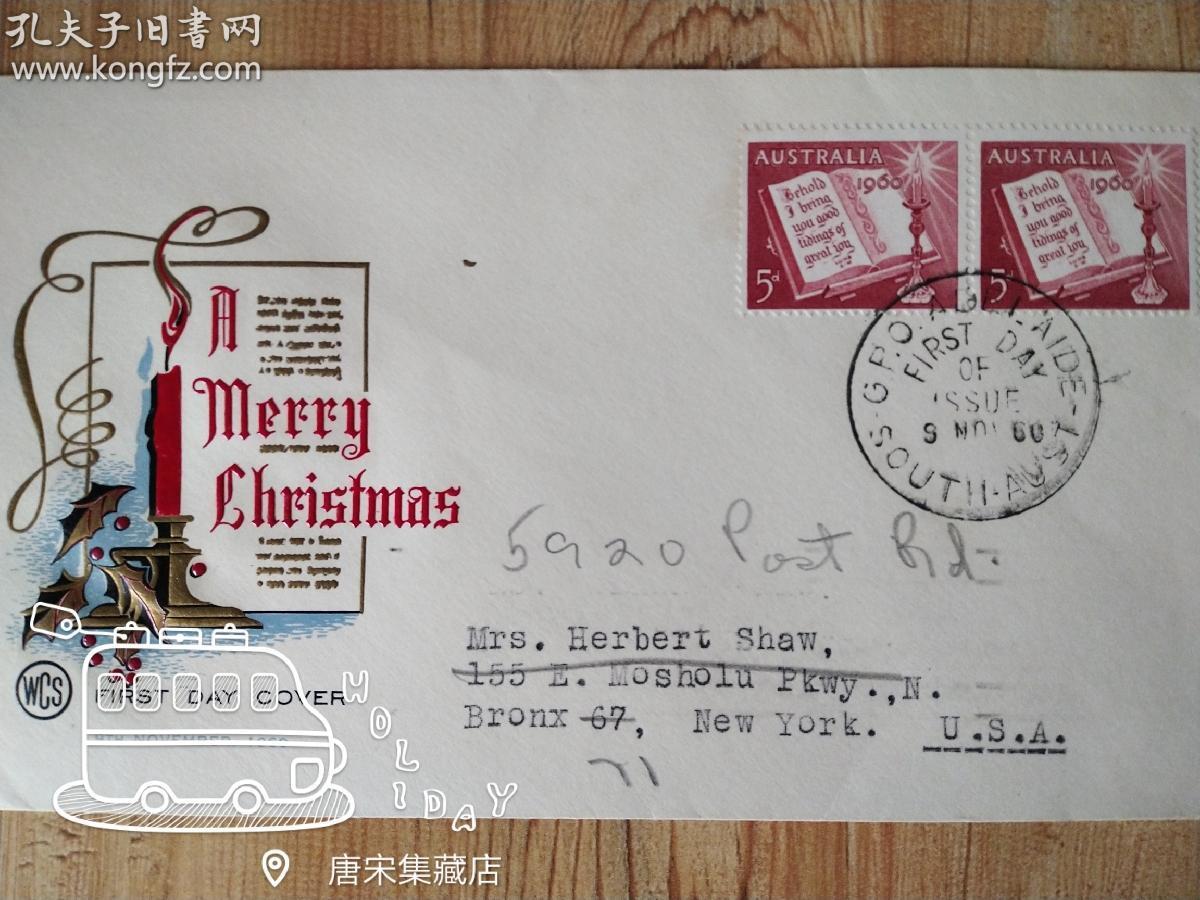 孔夫子旧書网
www.kongfz.com
AUSTRALIA
1960
Behold
I bring
you good
tidings of
great joy
5d
AUSTRALIA
1960
Behold
I bring
you good
tidings of
great joy
5d
G.P.O. ADELAIDE
FIRST DAY
OF
ISSUE
9 NOV 60
SOUTH-AUST
A
Merry
Christmas
5920 Post Rd.
Mrs. Herbert Shaw,
155 E. Mosholu Pkwy.,N.
Bronx 67, New York. U.S.A.
71
WCS
FIRST DAY COVER
HOLIDAY
唐宋集藏店